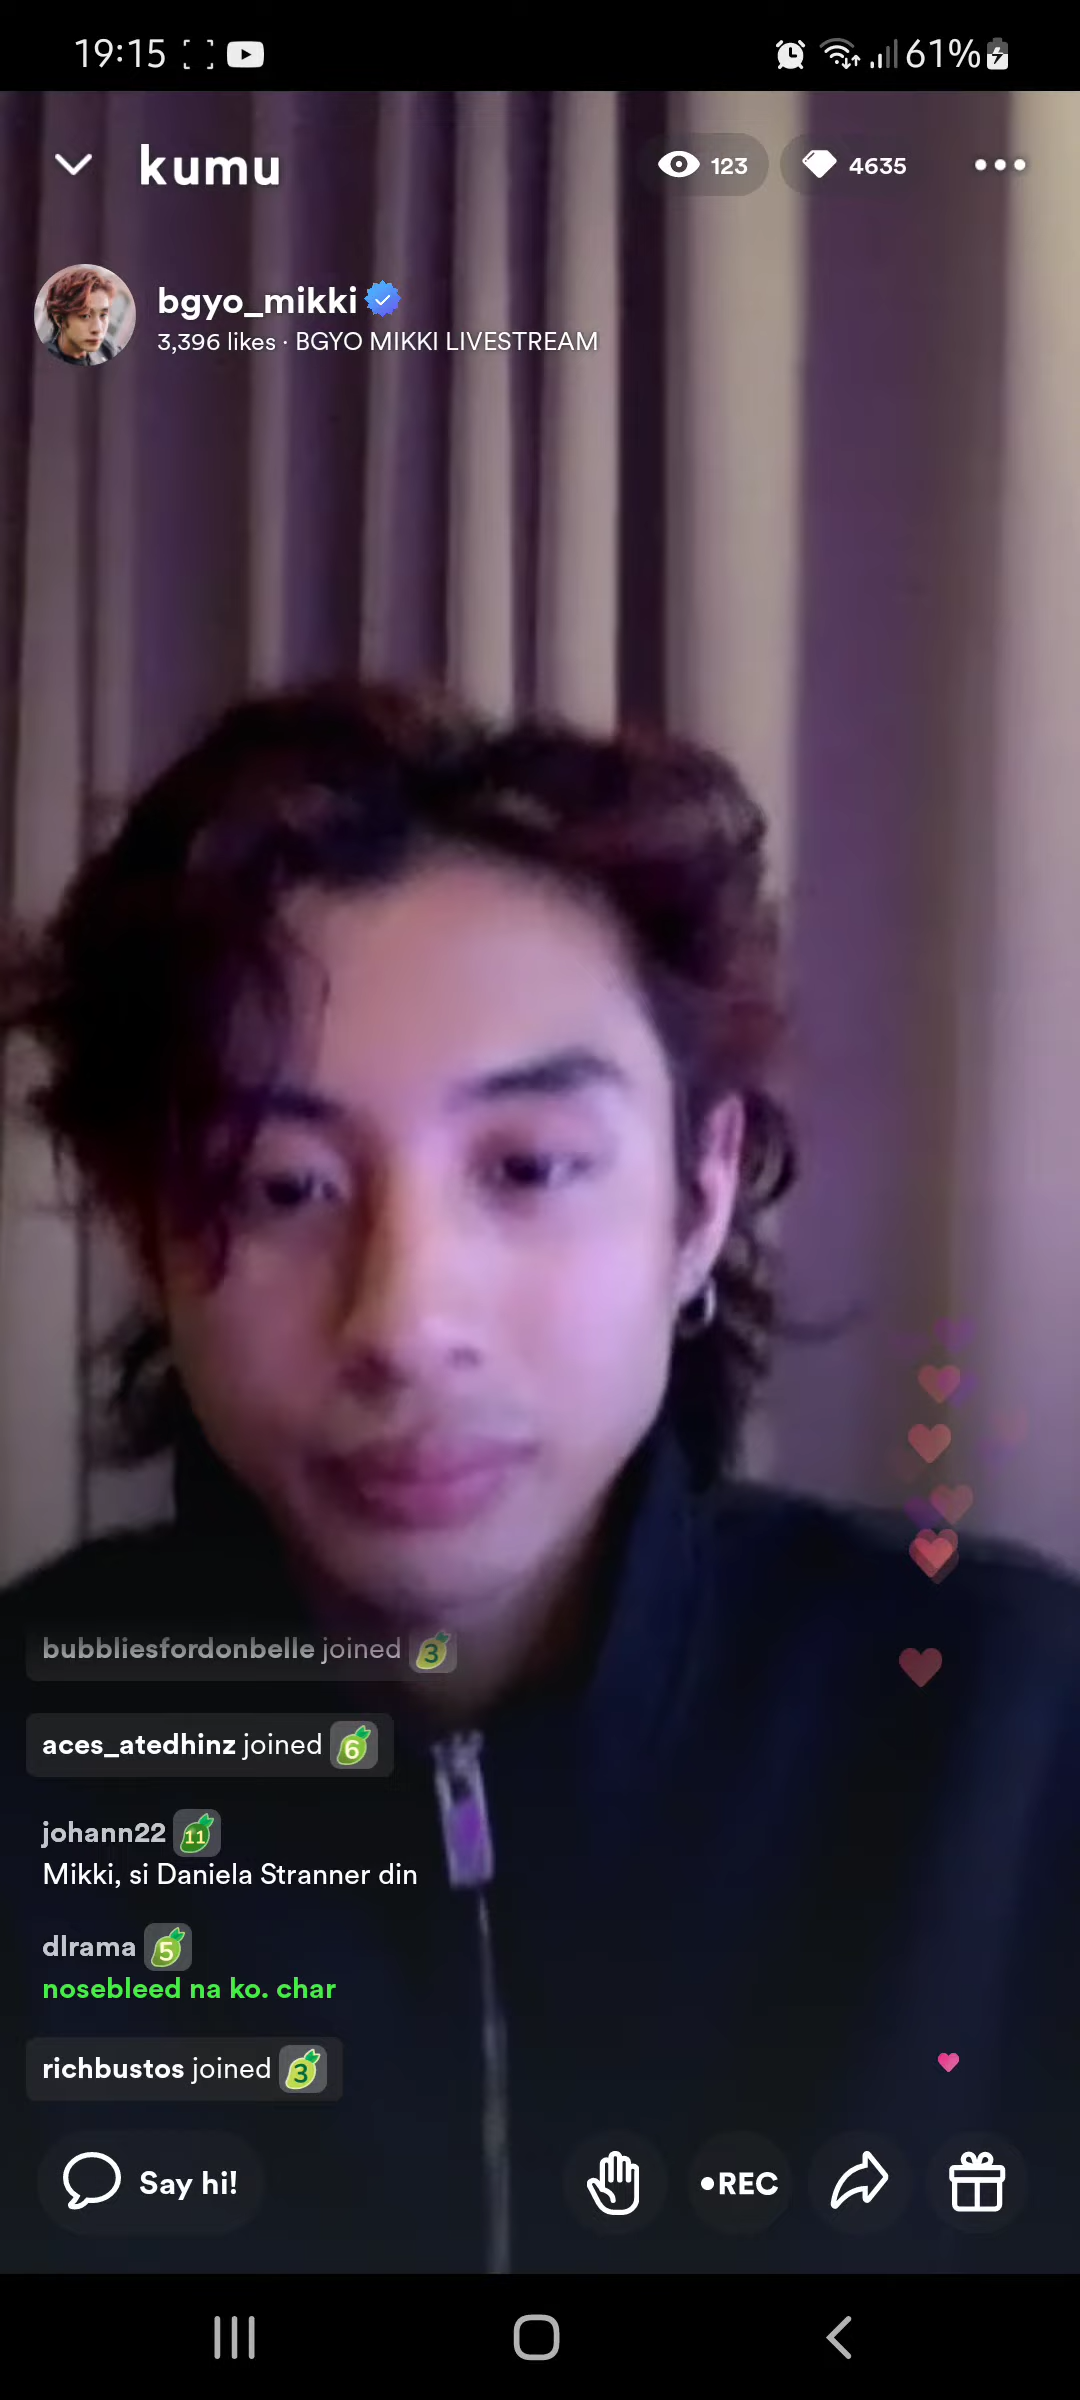 19:15
61%
kumu
123
4635
bgyo_mikki
3,396 likes · BGYO MIKKI LIVESTREAM
bubbliesfordonbelle joined 3
aces_atedhinz joined 6
johann22 11
Mikki, si Daniela Stranner din
dlrama 5
nosebleed na ko. char
richbustos joined 3
Say hi!
•REC